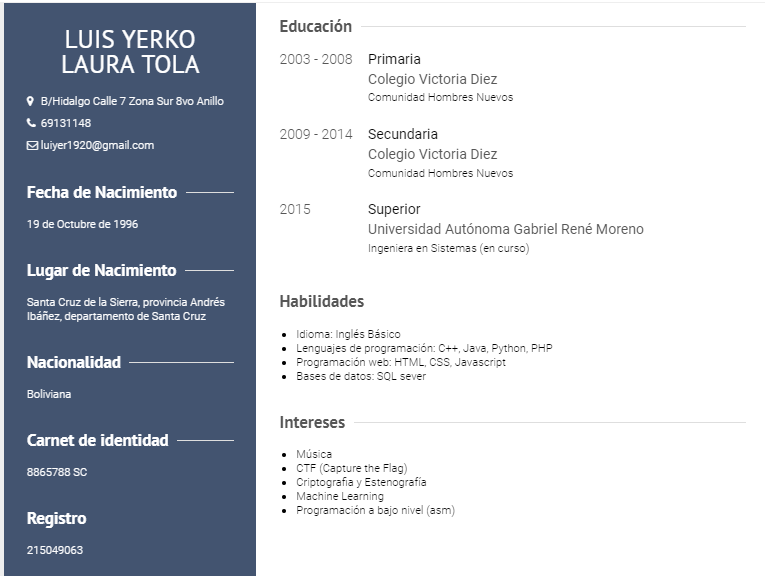 LUIS YERKO
LAURA TOLA
B/Hidalgo Calle 7 Zona Sur 8vo Anillo
69131148
luiyer1920@gmail.com
Fecha de Nacimiento
19 de Octubre de 1996
Lugar de Nacimiento
Santa Cruz de la Sierra, provincia Andrés
Ibáñez, departamento de Santa Cruz
Nacionalidad
Boliviana
Carnet de identidad
8865788 SC
Registro
215049063
Educación
2003 - 2008 Primaria
Colegio Victoria Diez
Comunidad Hombres Nuevos
2009 - 2014 Secundaria
Colegio Victoria Diez
Comunidad Hombres Nuevos
2015 Superior
Universidad Autónoma Gabriel René Moreno
Ingeniera en Sistemas (en curso)
Habilidades
Idioma: Inglés Básico
Lenguajes de programación: C++, Java, Python, PHP
Programación web: HTML, CSS, Javascript
Bases de datos: SQL sever
Intereses
Música
CTF (Capture the Flag)
Criptografia y Estenografía
Machine Learning
Programación a bajo nivel (asm)